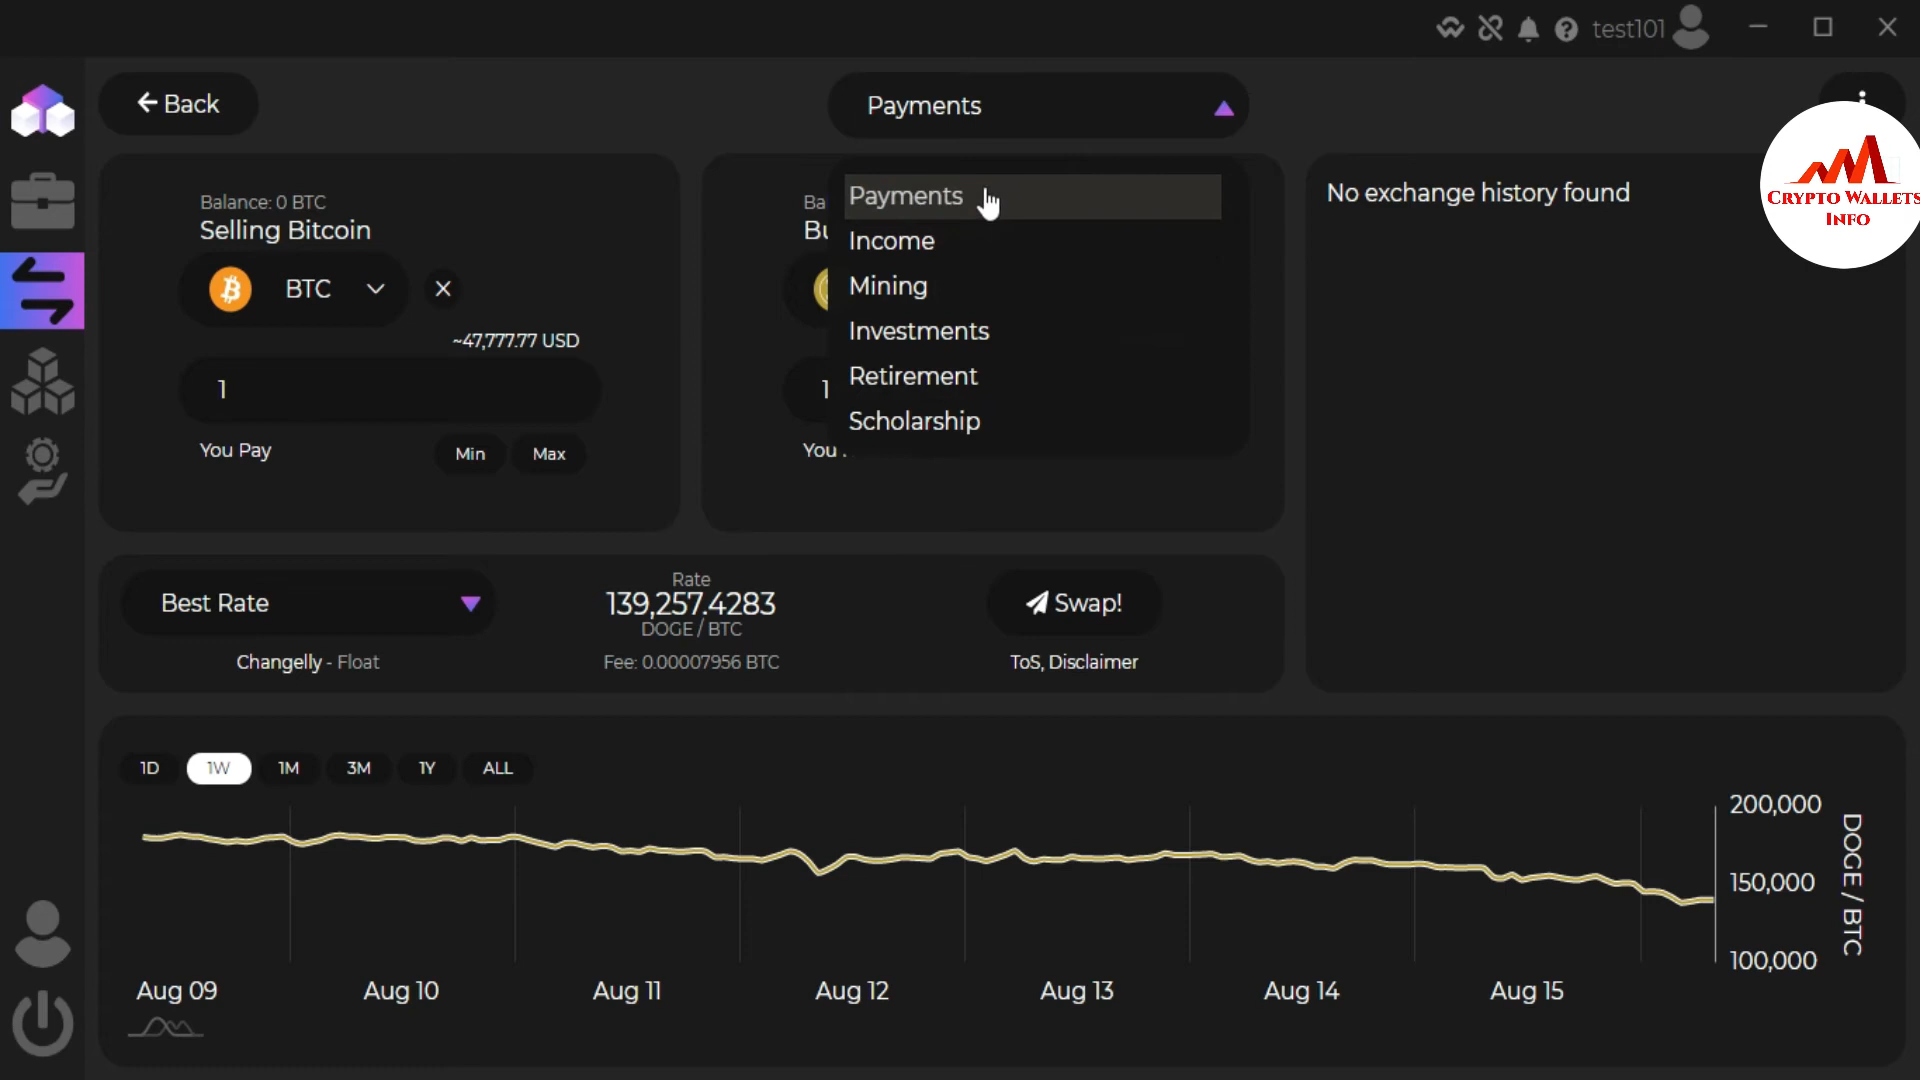 test101
Back
Payments
CRYPTO WALLETS
INFO
Balance: 0 BTC
Selling Bitcoin
BTC
~47,777.77 USD
1
You Pay
Min
Max
Ba
1
You
Payments
Income
Mining
Investments
Retirement
Scholarship
No exchange history found
Best Rate
Changelly - Float
Rate
139,257.4283
DOGE / BTC
Fee: 0.00007956 BTC
Swap!
ToS, Disclaimer
1D
1W
1M
3M
1Y
ALL
200,000
150,000
100,000
DOGE / BTC
Aug 09
Aug 10
Aug 11
Aug 12
Aug 13
Aug 14
Aug 15